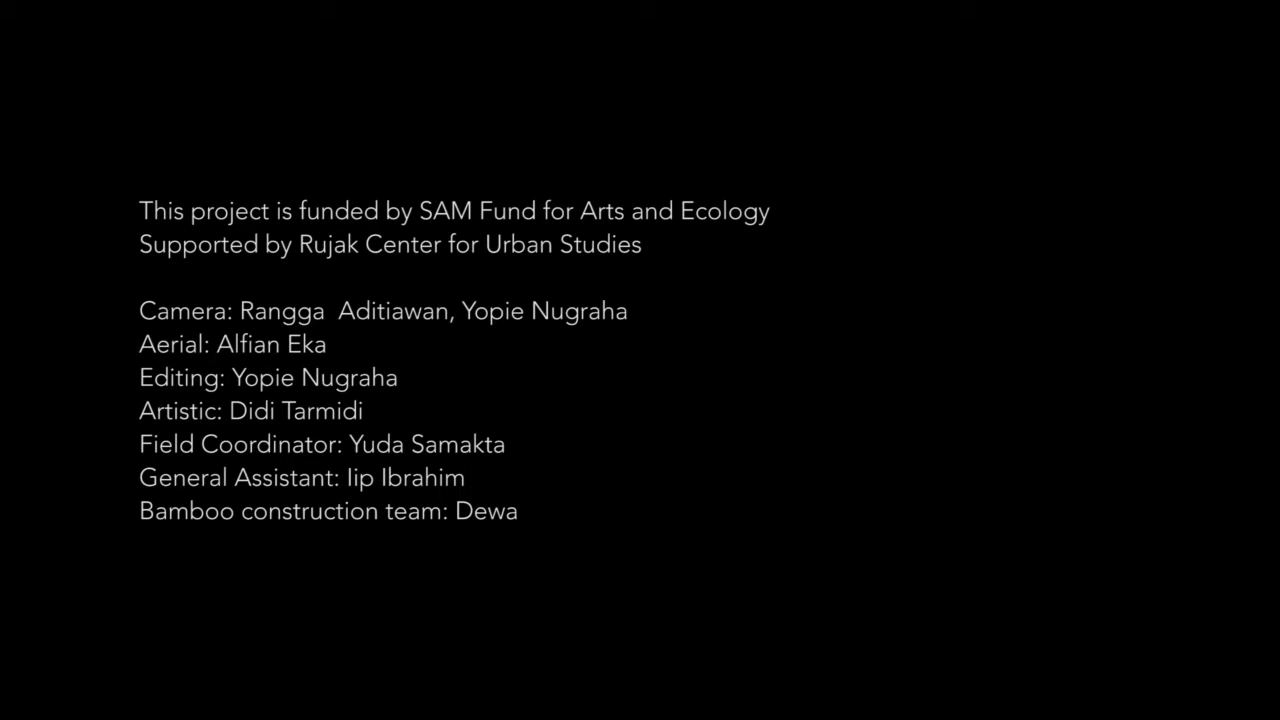 This project is funded by SAM Fund for Arts and Ecology
Supported by Rujak Center for Urban Studies
Camera: Rangga  Aditiawan, Yopie Nugraha
Aerial: Alfian Eka
Editing: Yopie Nugraha
Artistic: Didi Tarmidi
Field Coordinator: Yuda Samakta
General Assistant: Iip Ibrahim
Bamboo construction team: Dewa